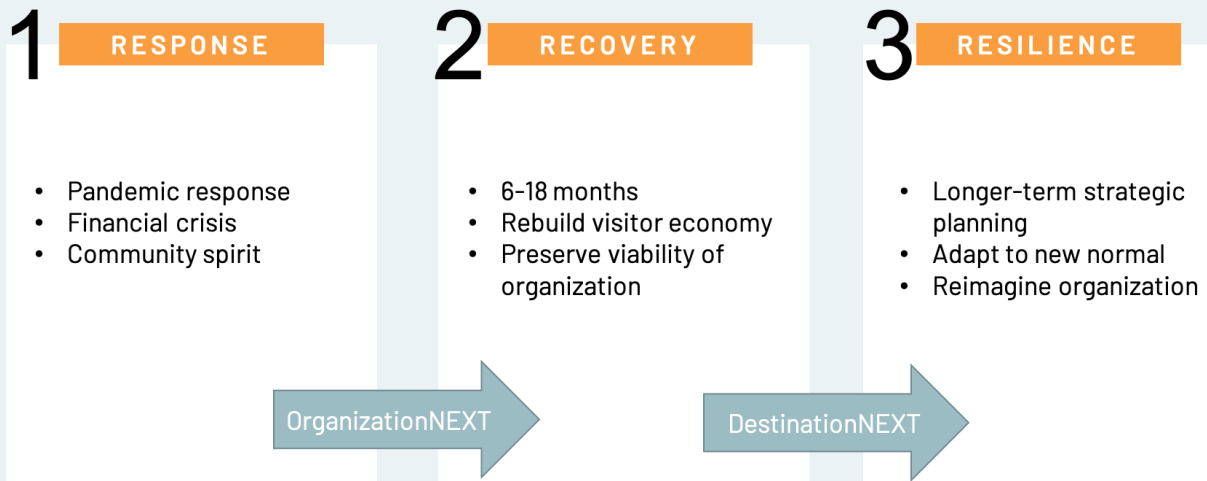 1 RESPONSE
• Pandemic response
• Financial crisis
• Community spirit
OrganizationNEXT
2 RECOVERY
• 6-18 months
• Rebuild visitor economy
• Preserve viability of
organization
DestinationNEXT
3 RESILIENCE
• Longer-term strategic
planning
• Adapt to new normal
• Reimagine organization